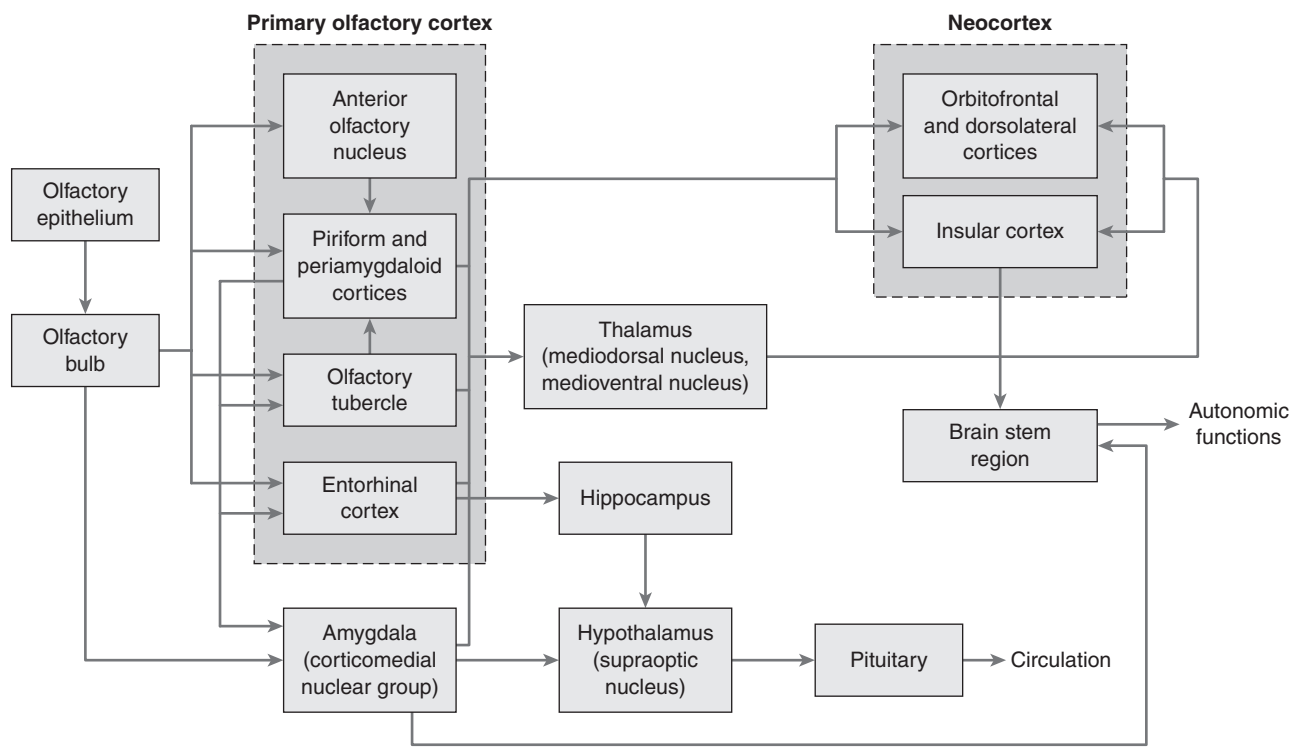 Primary olfactory cortex
Neocortex
Anterior
olfactory
nucleus
Orbitofrontal
and dorsolateral
cortices
Olfactory
epithelium
Piriform and
periamygdaloid
cortices
Insular cortex
Olfactory
bulb
Thalamus
(mediodorsal nucleus,
medioventral nucleus)
Olfactory
tubercle
Brain stem
region
Autonomic
functions
Entorhinal
cortex
Hippocampus
Amygdala
(corticomedial
nuclear group)
Hypothalamus
(supraoptic
nucleus)
Pituitary
Circulation